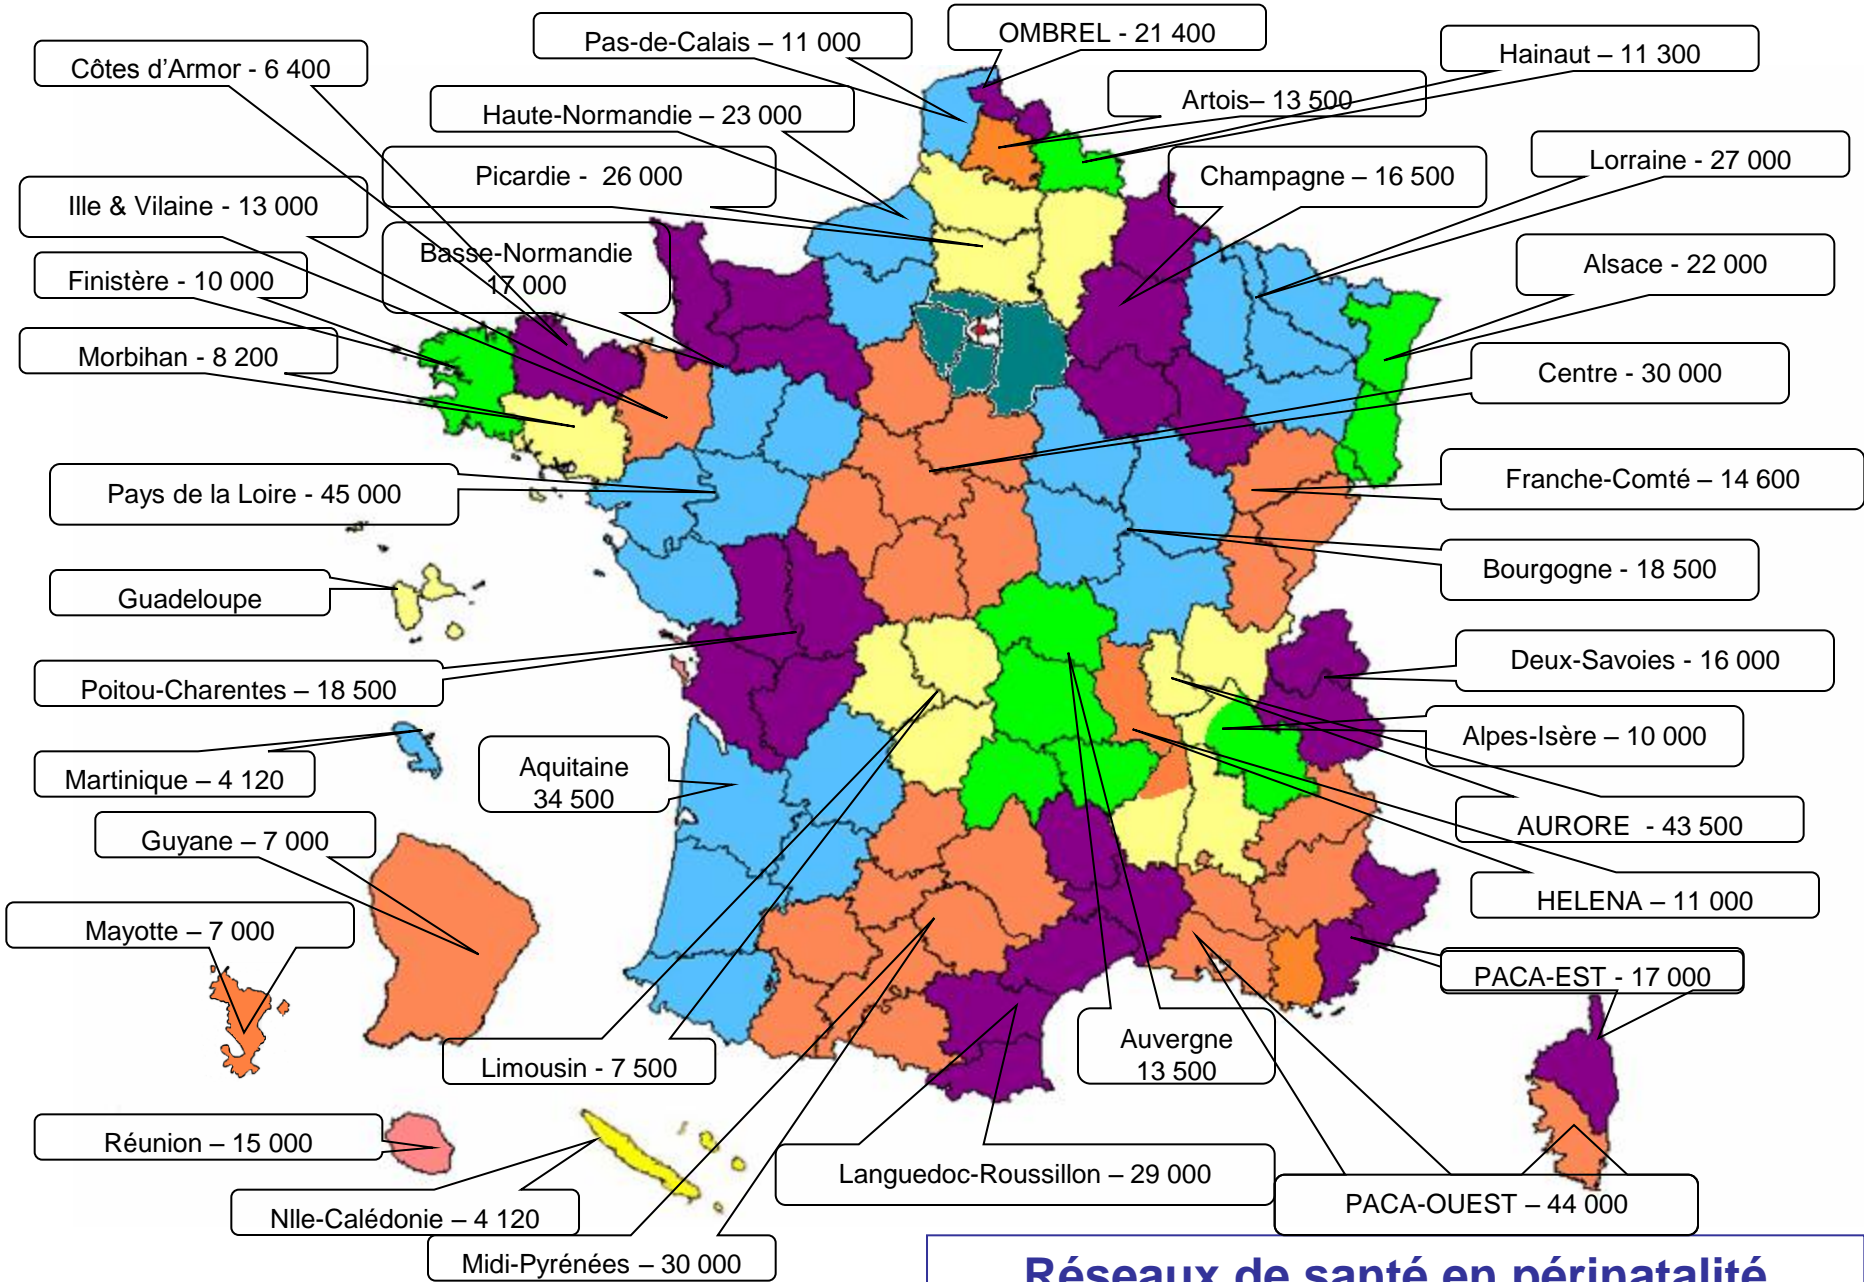 Pas-de-Calais – 11 000
OMBREL - 21 400
Hainaut – 11 300
Côtes d’Armor - 6 400
Artois– 13 500
Haute-Normandie – 23 000
Lorraine - 27 000
Picardie - 26 000
Champagne – 16 500
Ille & Vilaine - 13 000
Basse-Normandie
17 000
Alsace - 22 000
Finistère - 10 000
Morbihan - 8 200
Centre - 30 000
Pays de la Loire - 45 000
Franche-Comté – 14 600
Bourgogne - 18 500
Guadeloupe
Deux-Savoies - 16 000
Poitou-Charentes – 18 500
Alpes-Isère – 10 000
Martinique – 4 120
Aquitaine
34 500
AURORE - 43 500
Guyane – 7 000
HELENA – 11 000
Mayotte – 7 000
PACA-EST - 17 000
Limousin - 7 500
Auvergne
13 500
Réunion – 15 000
Languedoc-Roussillon – 29 000
PACA-OUEST – 44 000
Nlle-Calédonie – 4 120
Midi-Pyrénées – 30 000
Réseaux de santé en périnatalité